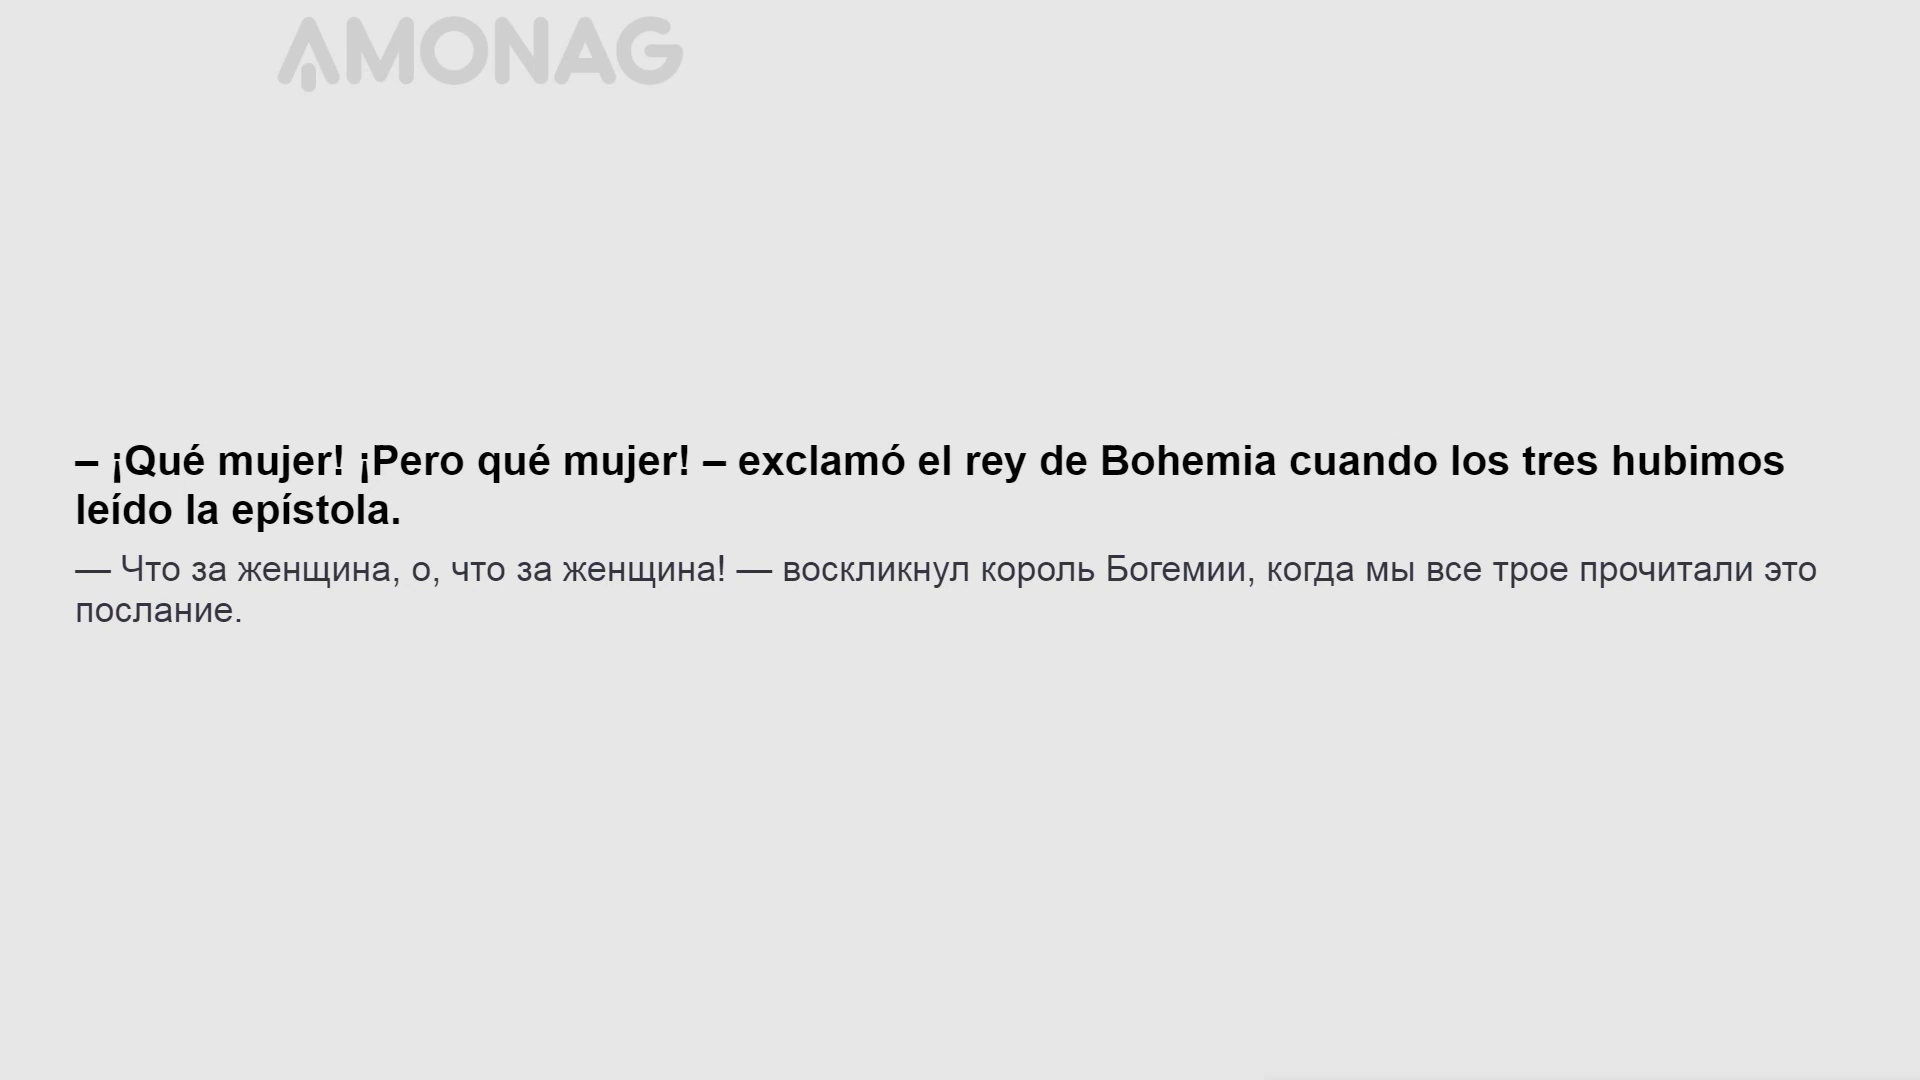 AMONAG
– ¡Qué mujer! ¡Pero qué mujer! – exclamó el rey de Bohemia cuando los tres hubimos
leído la epístola.
— Что за женщина, о, что за женщина! — воскликнул король Богемии, когда мы все трое прочитали это
послание.